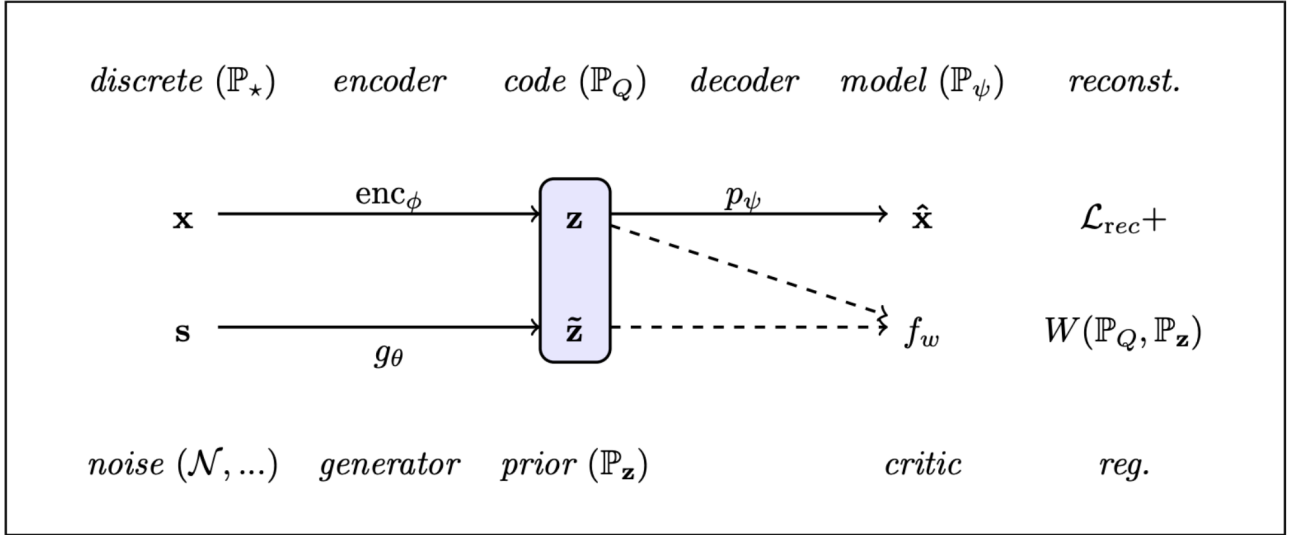 discrete (ℙ⋆) encoder code (ℙ_Q) decoder model (ℙ_ψ) reconst.
enc_ϕ p_ψ
x z x̂ ℒ_rec+
s z̃ f_w W(ℙ_Q, ℙ_z)
g_θ
noise (𝒩, ...) generator prior (ℙ_z) critic reg.